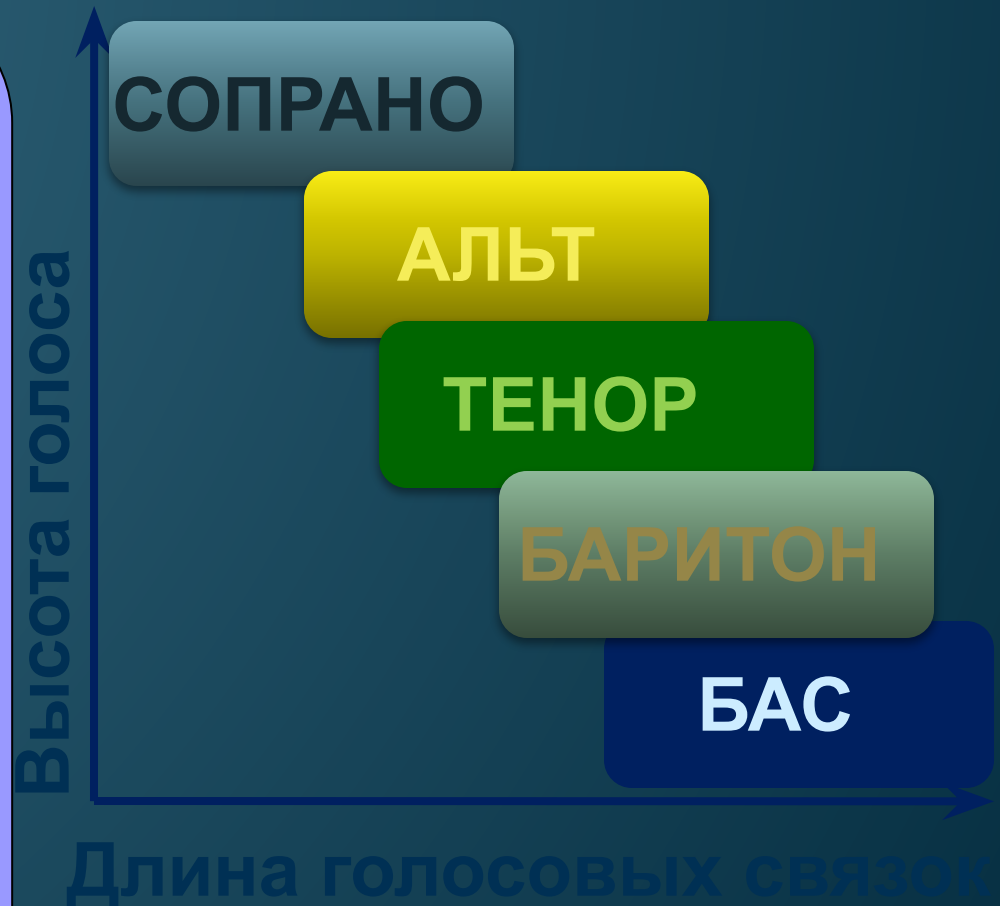 СОПРАНО
АЛЬТ
ТЕНОР
БАРИТОН
БАС
Высота голоса
Длина голосовых связок